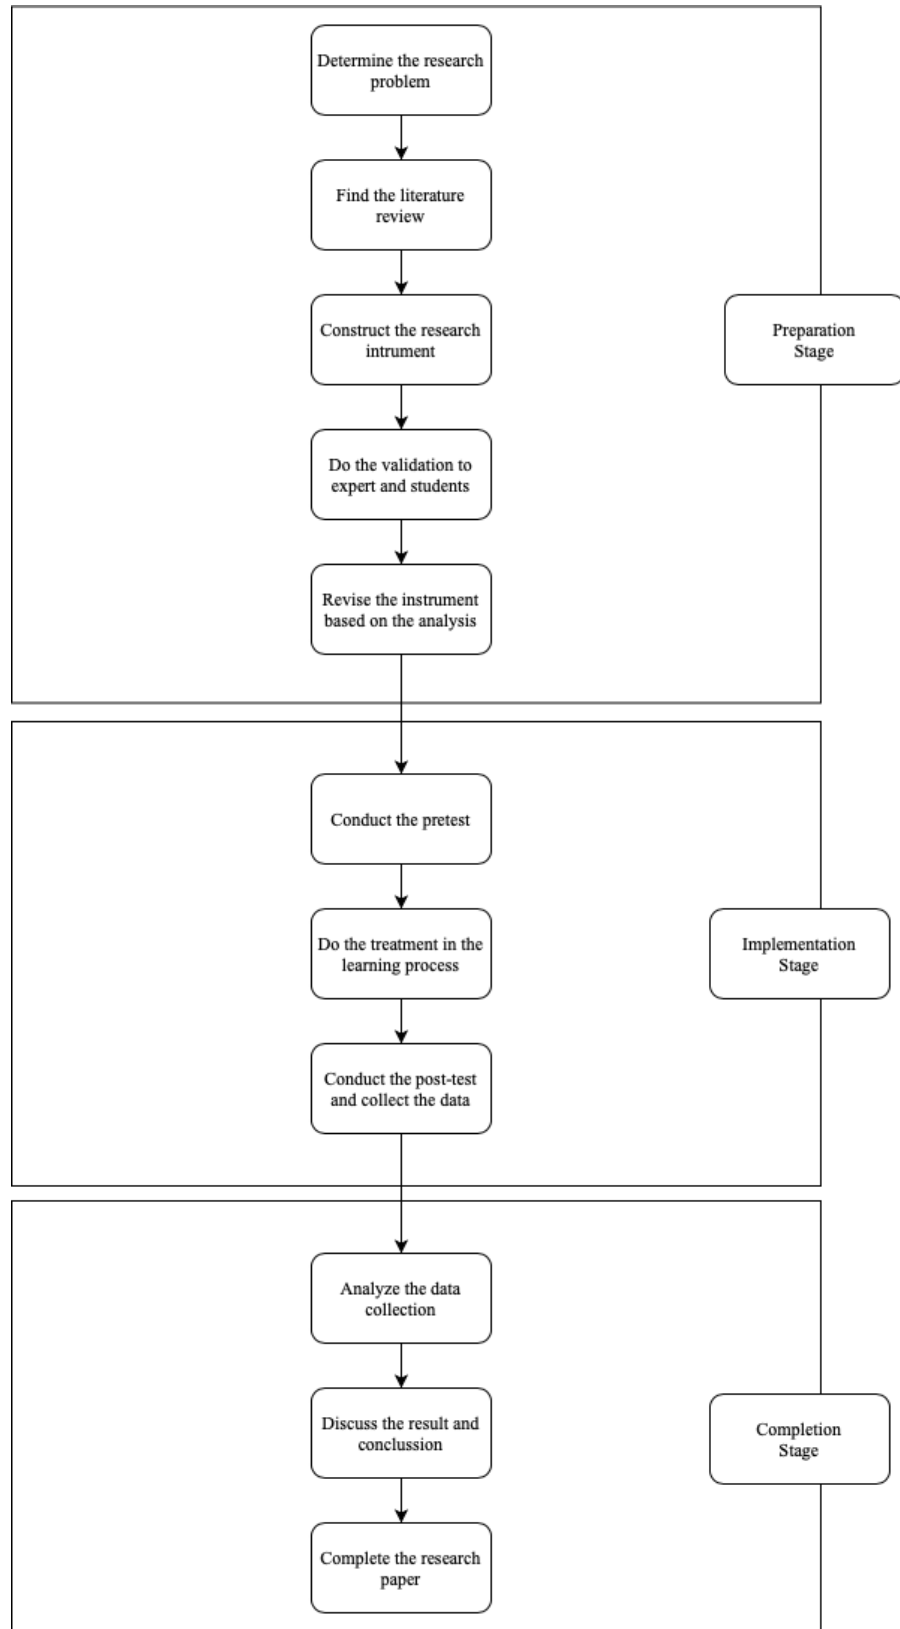 Determine the research
problem
Find the literature
review
Construct the research
intrument
Preparation
Stage
Do the validation to
expert and students
Revise the instrument
based on the analysis
Conduct the pretest
Do the treatment in the
learning process
Implementation
Stage
Conduct the post-test
and collect the data
Analyze the data
collection
Discuss the result and
conclussion
Completion
Stage
Complete the research
paper